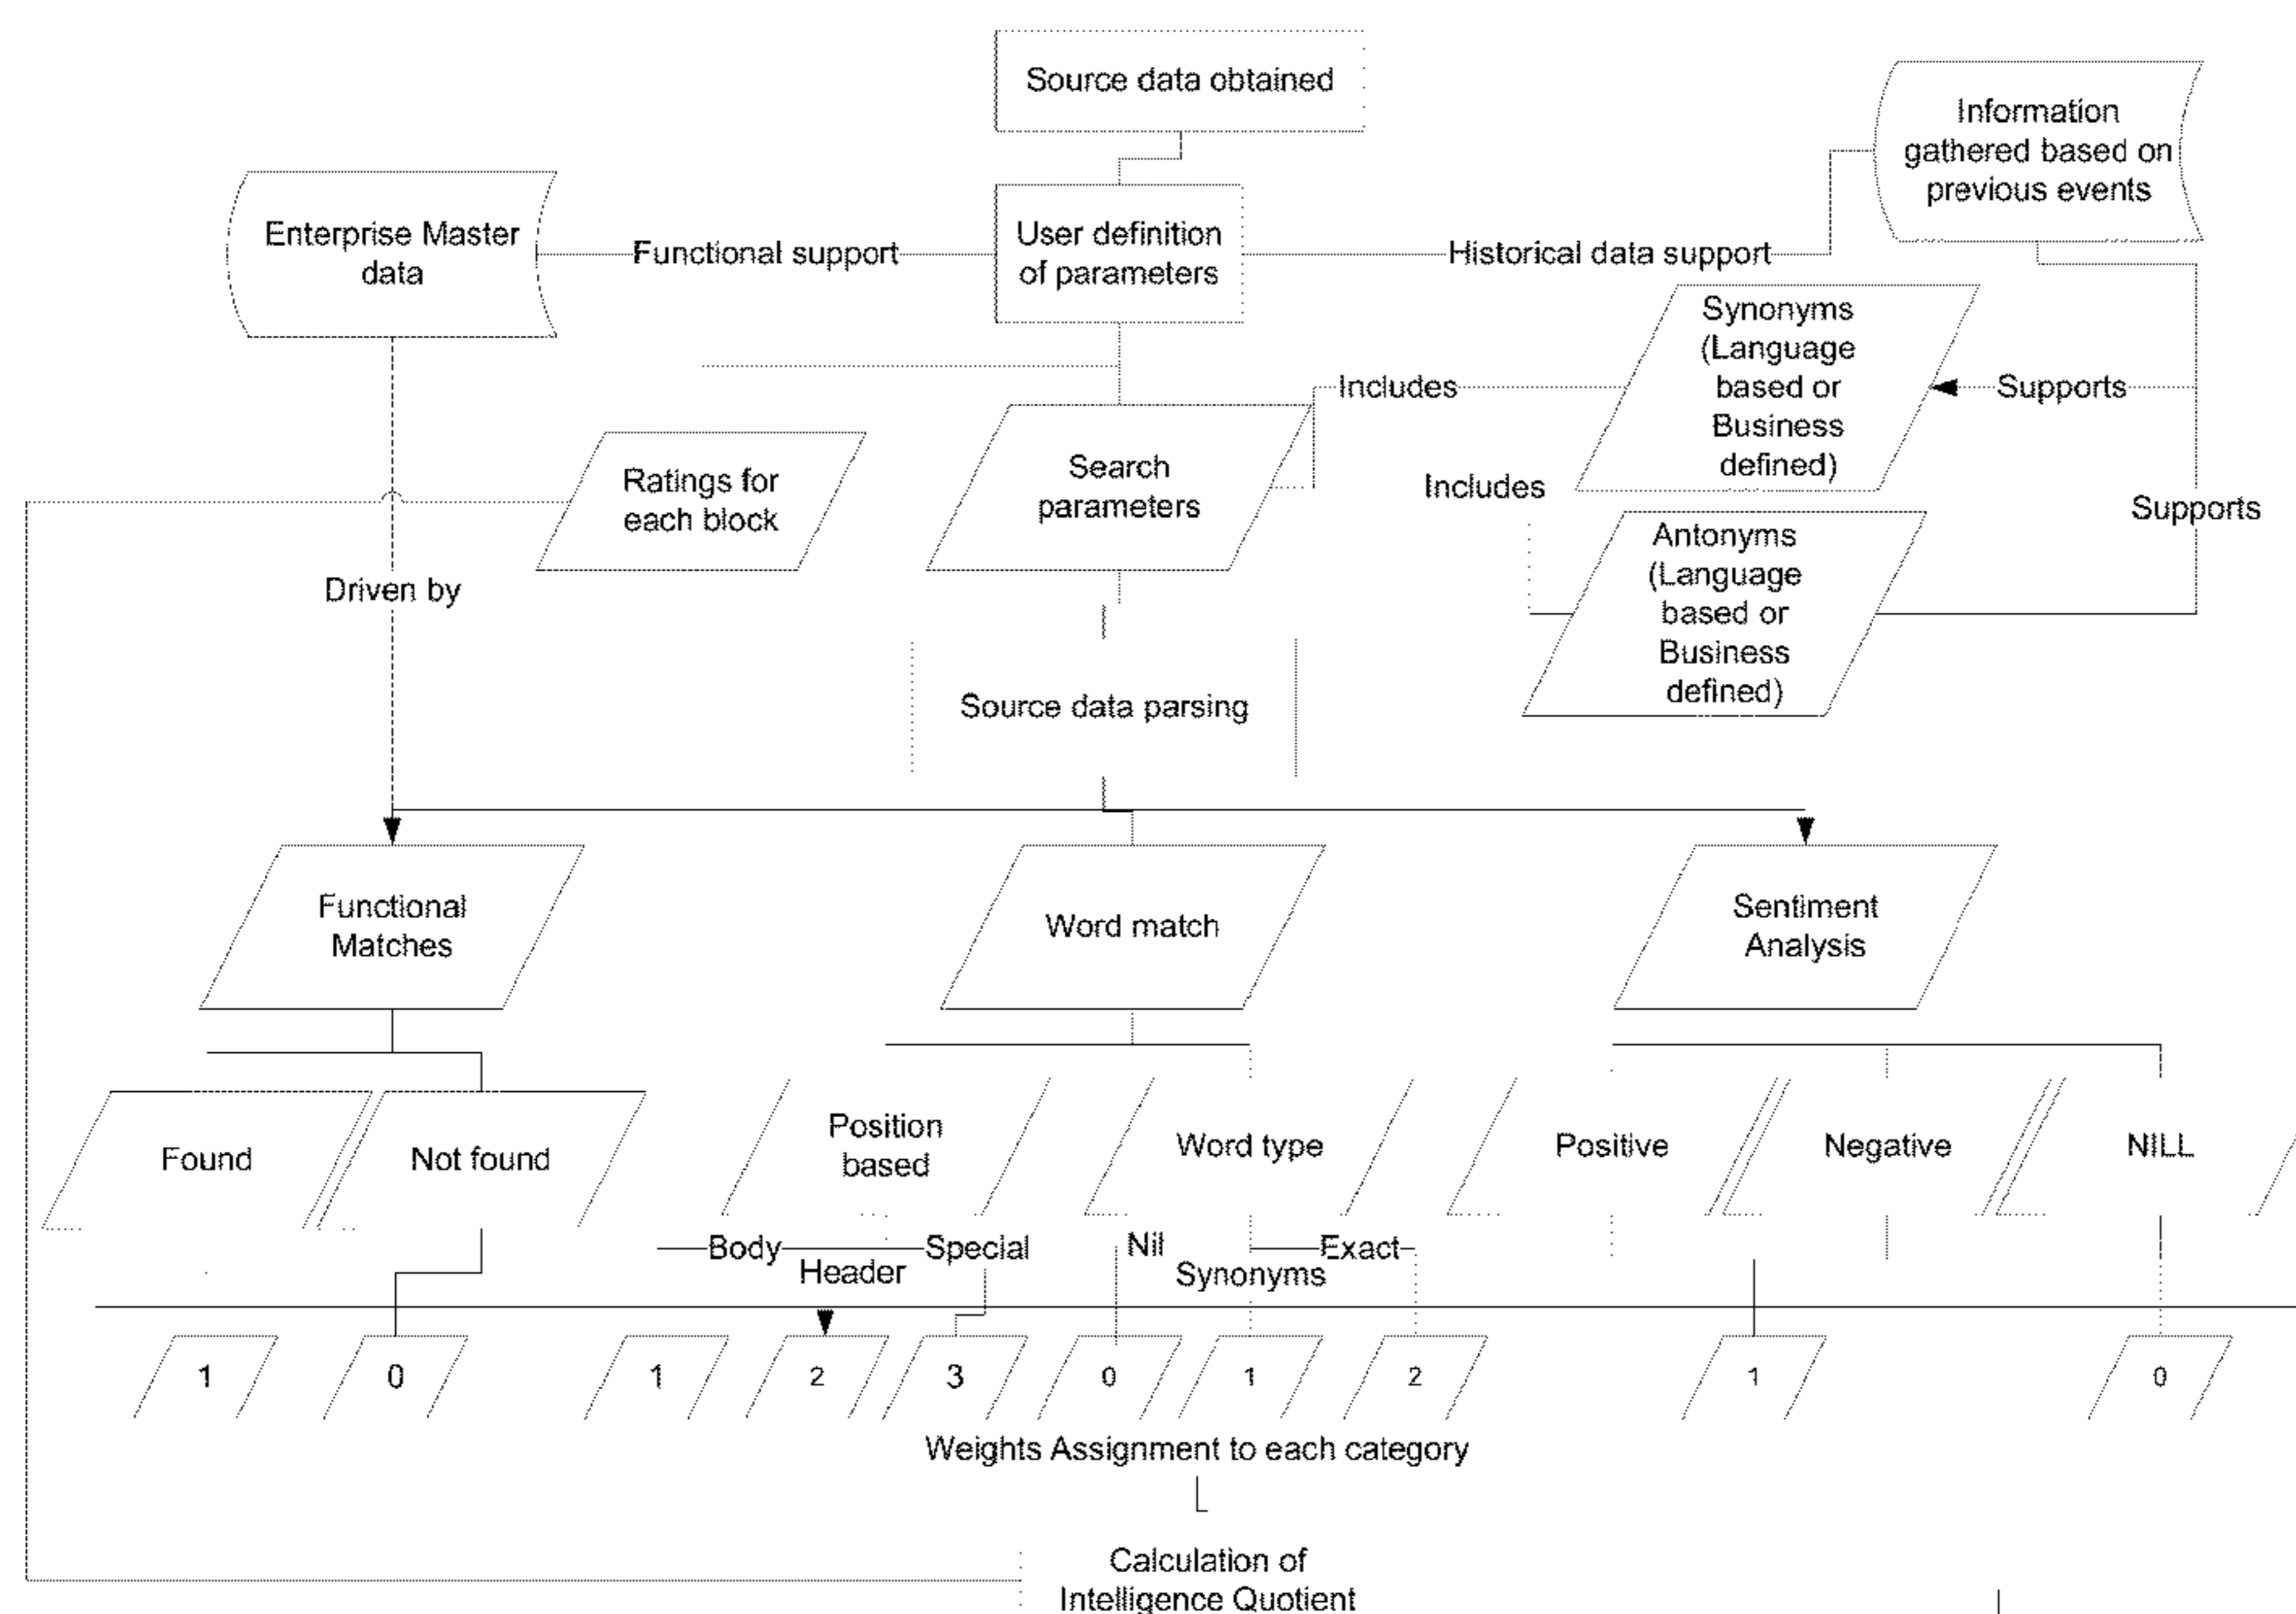 Source data obtained
Information
gathered based on
previous events
Enterprise Master
data
Functional support
User definition
of parameters
Historical data support
Synonyms
(Language
based or
Business
defined)
Includes
Supports
Ratings for
each block
Search
parameters
Includes
Supports
Antonyms
(Language
based or
Business
defined)
Driven by
Source data parsing
Functional
Matches
Word match
Sentiment
Analysis
Found
Not found
Position
based
Word type
Positive
Negative
NILL
Body
Header
Special
Nil
Synonyms
Exact
1
0
1
2
3
0
1
2
1
0
Weights Assignment to each category
Calculation of
Intelligence Quotient